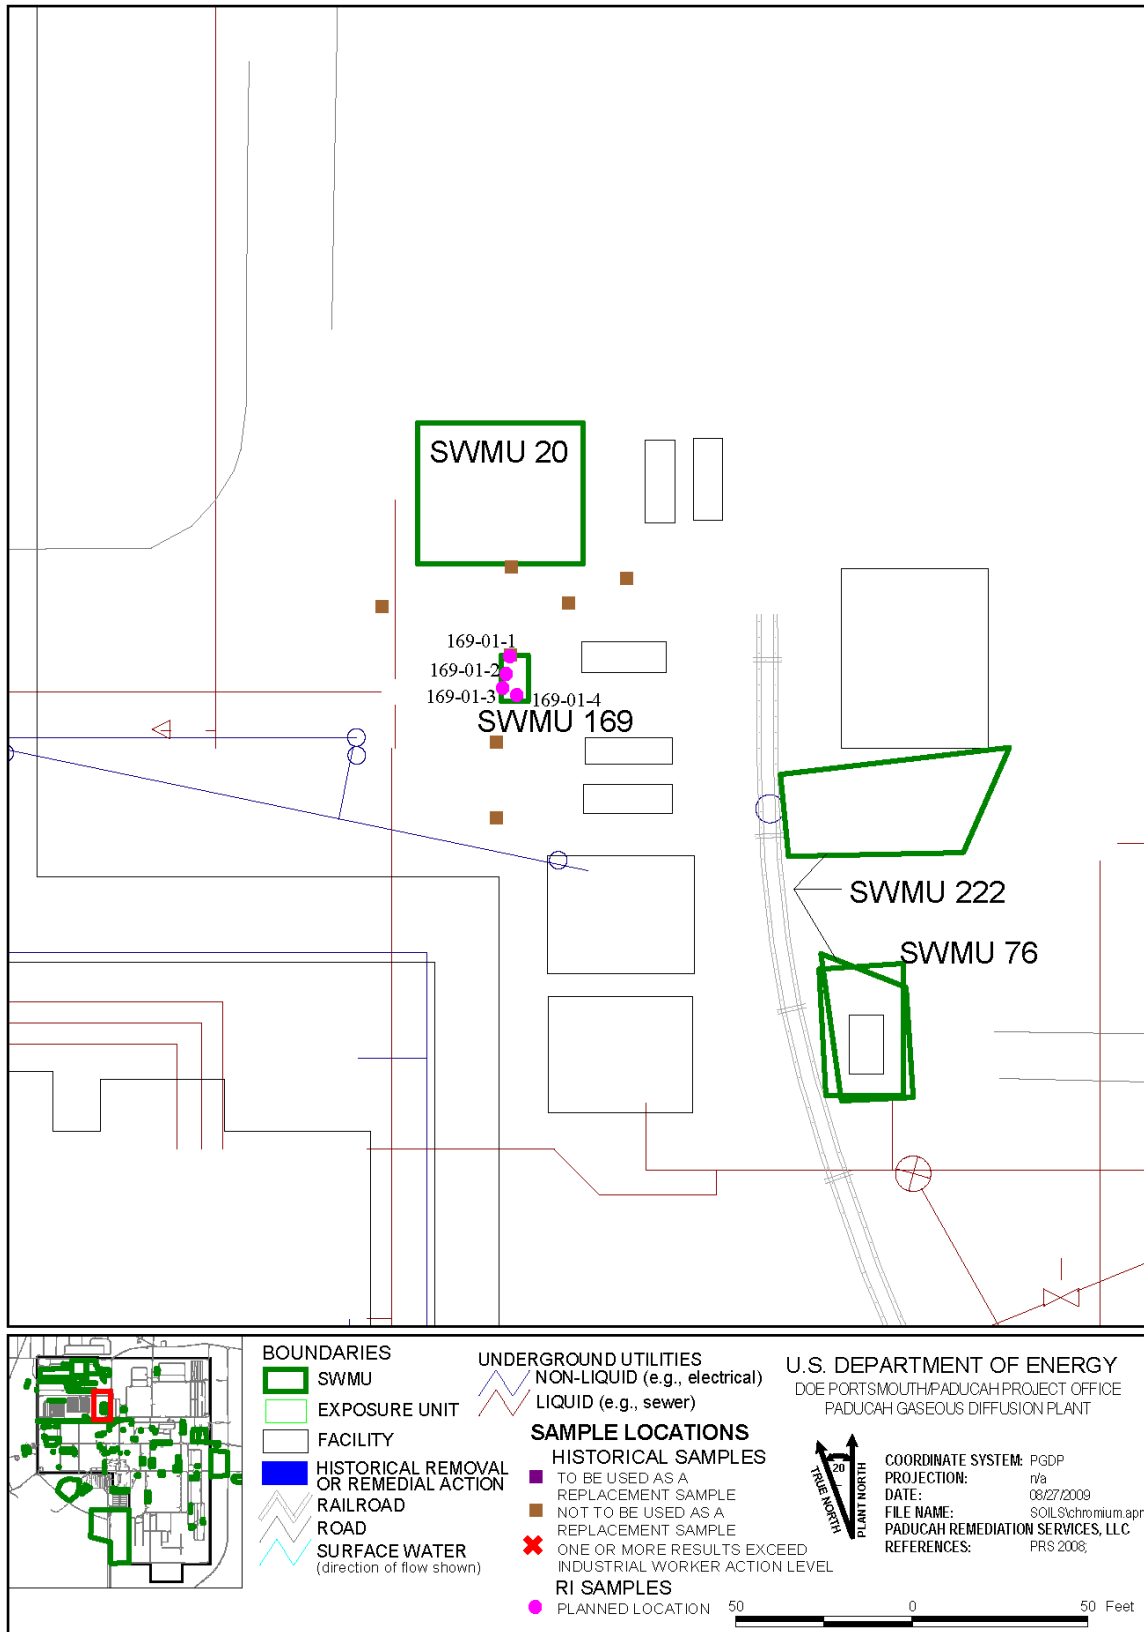 SWMU 20
169-01-1
169-01-2
169-01-3
169-01-4
SWMU 169
SWMU 222
SWMU 76
BOUNDARIES
SWMU
EXPOSURE UNIT
FACILITY
HISTORICAL REMOVAL
OR REMEDIAL ACTION
RAILROAD
ROAD
SURFACE WATER
(direction of flow shown)
UNDERGROUND UTILITIES
NON-LIQUID (e.g., electrical)
LIQUID (e.g., sewer)
SAMPLE LOCATIONS
HISTORICAL SAMPLES
TO BE USED AS A
REPLACEMENT SAMPLE
NOT TO BE USED AS A
REPLACEMENT SAMPLE
ONE OR MORE RESULTS EXCEED
INDUSTRIAL WORKER ACTION LEVEL
RI SAMPLES
PLANNED LOCATION
U.S. DEPARTMENT OF ENERGY
DOE PORTSMOUTH/PADUCAH PROJECT OFFICE
PADUCAH GASEOUS DIFFUSION PLANT
20
TRUE NORTH
PLANT NORTH
COORDINATE SYSTEM: PGDP
PROJECTION: n/a
DATE: 08/27/2009
FILE NAME: SOILS\chromium.apr
PADUCAH REMEDIATION SERVICES, LLC
REFERENCES: PRS 2008;
50 0 50 Feet